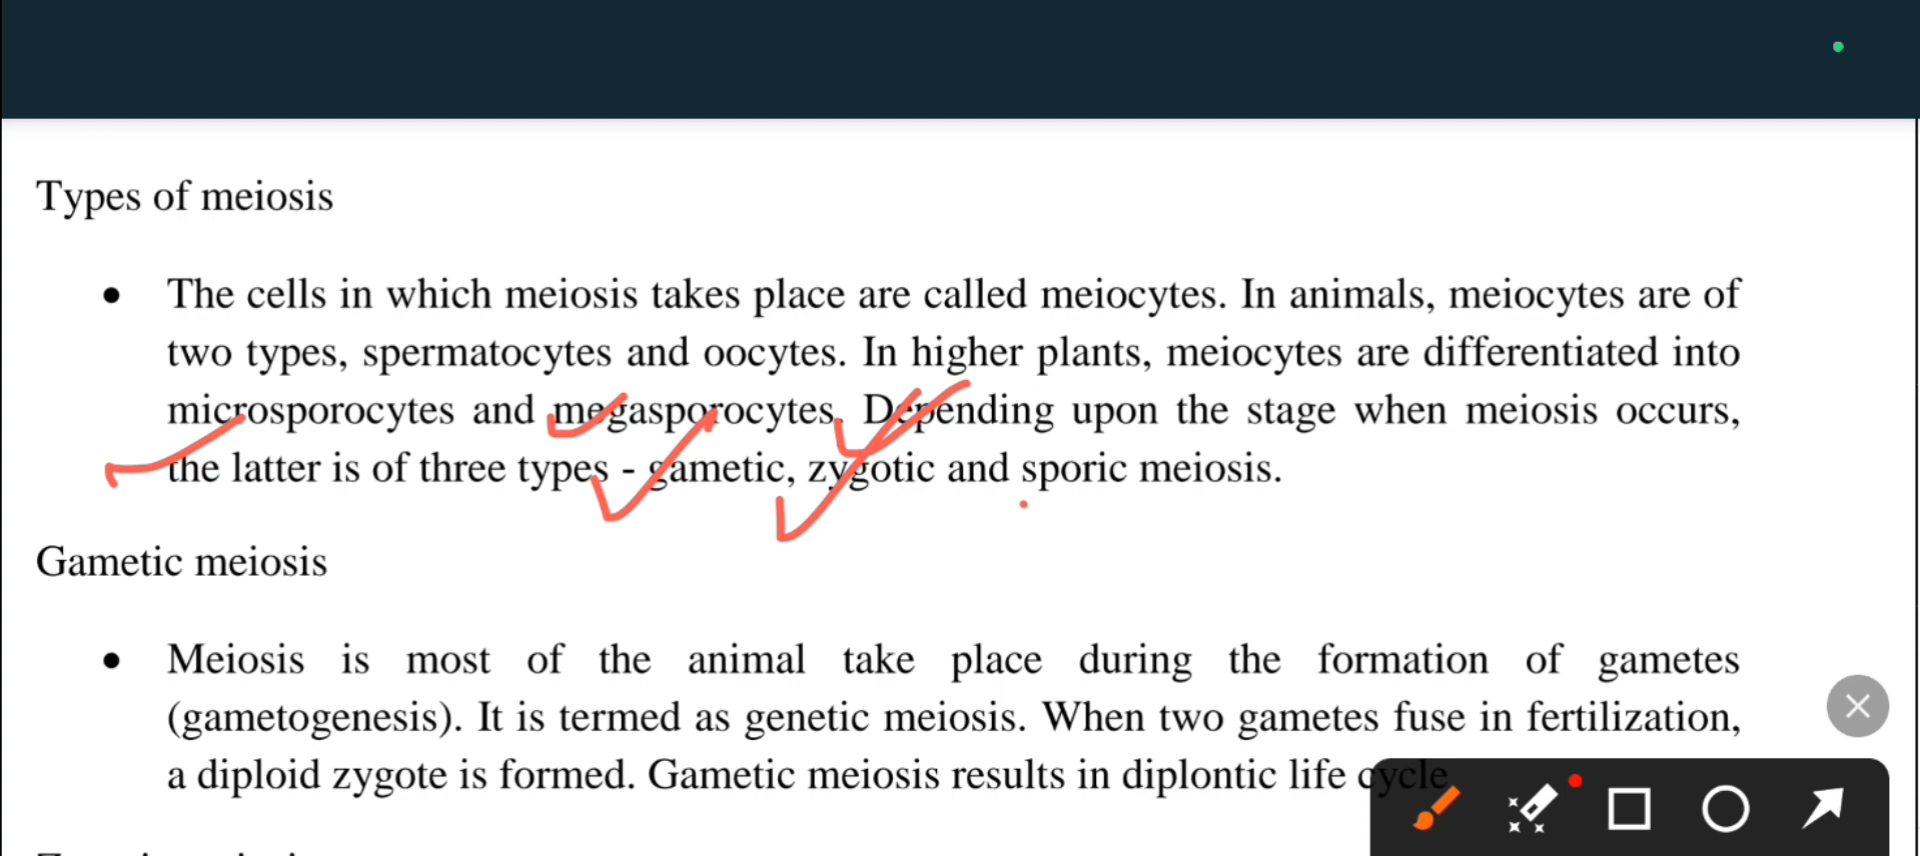 Types of meiosis
● The cells in which meiosis takes place are called meiocytes. In animals, meiocytes are of
two types, spermatocytes and oocytes. In higher plants, meiocytes are differentiated into
microsporocytes and megasporocytes. Depending upon the stage when meiosis occurs,
the latter is of three types - gametic, zygotic and sporic meiosis.
Gametic meiosis
● Meiosis is most of the animal take place during the formation of gametes
(gametogenesis). It is termed as genetic meiosis. When two gametes fuse in fertilization,
a diploid zygote is formed. Gametic meiosis results in diplontic life cycle